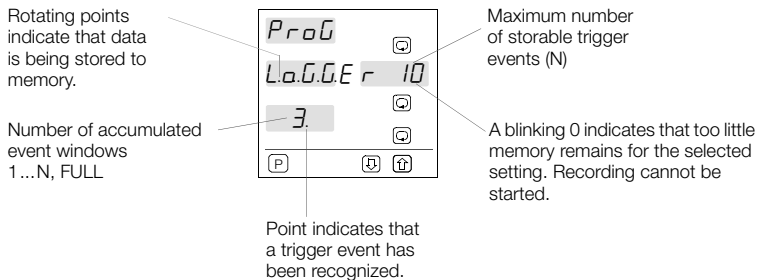 Rotating points
indicate that data
is being stored to
memory.
Number of accumulated
event windows
1...N, FULL
ProG
L.o.G.G.E r 10
3.
P
Maximum number
of storable trigger
events (N)
A blinking 0 indicates that too little
memory remains for the selected
setting. Recording cannot be
started.
Point indicates that
a trigger event has
been recognized.